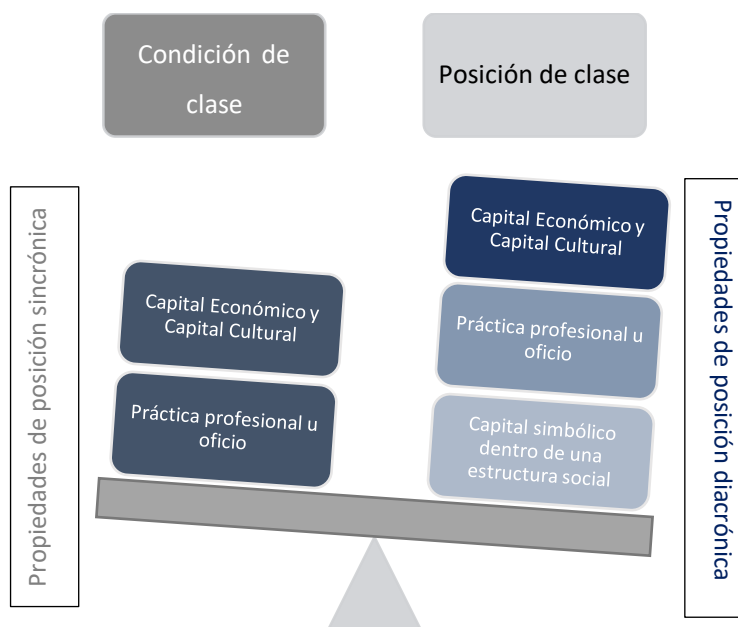 Condición de
clase
Posición de clase
Propiedades de posición sincrónica
Capital Económico y
Capital Cultural
Práctica profesional u
oficio
Capital Económico y
Capital Cultural
Práctica profesional u
oficio
Capital simbólico
dentro de una
estructura social
Propiedades de posición diacrónica